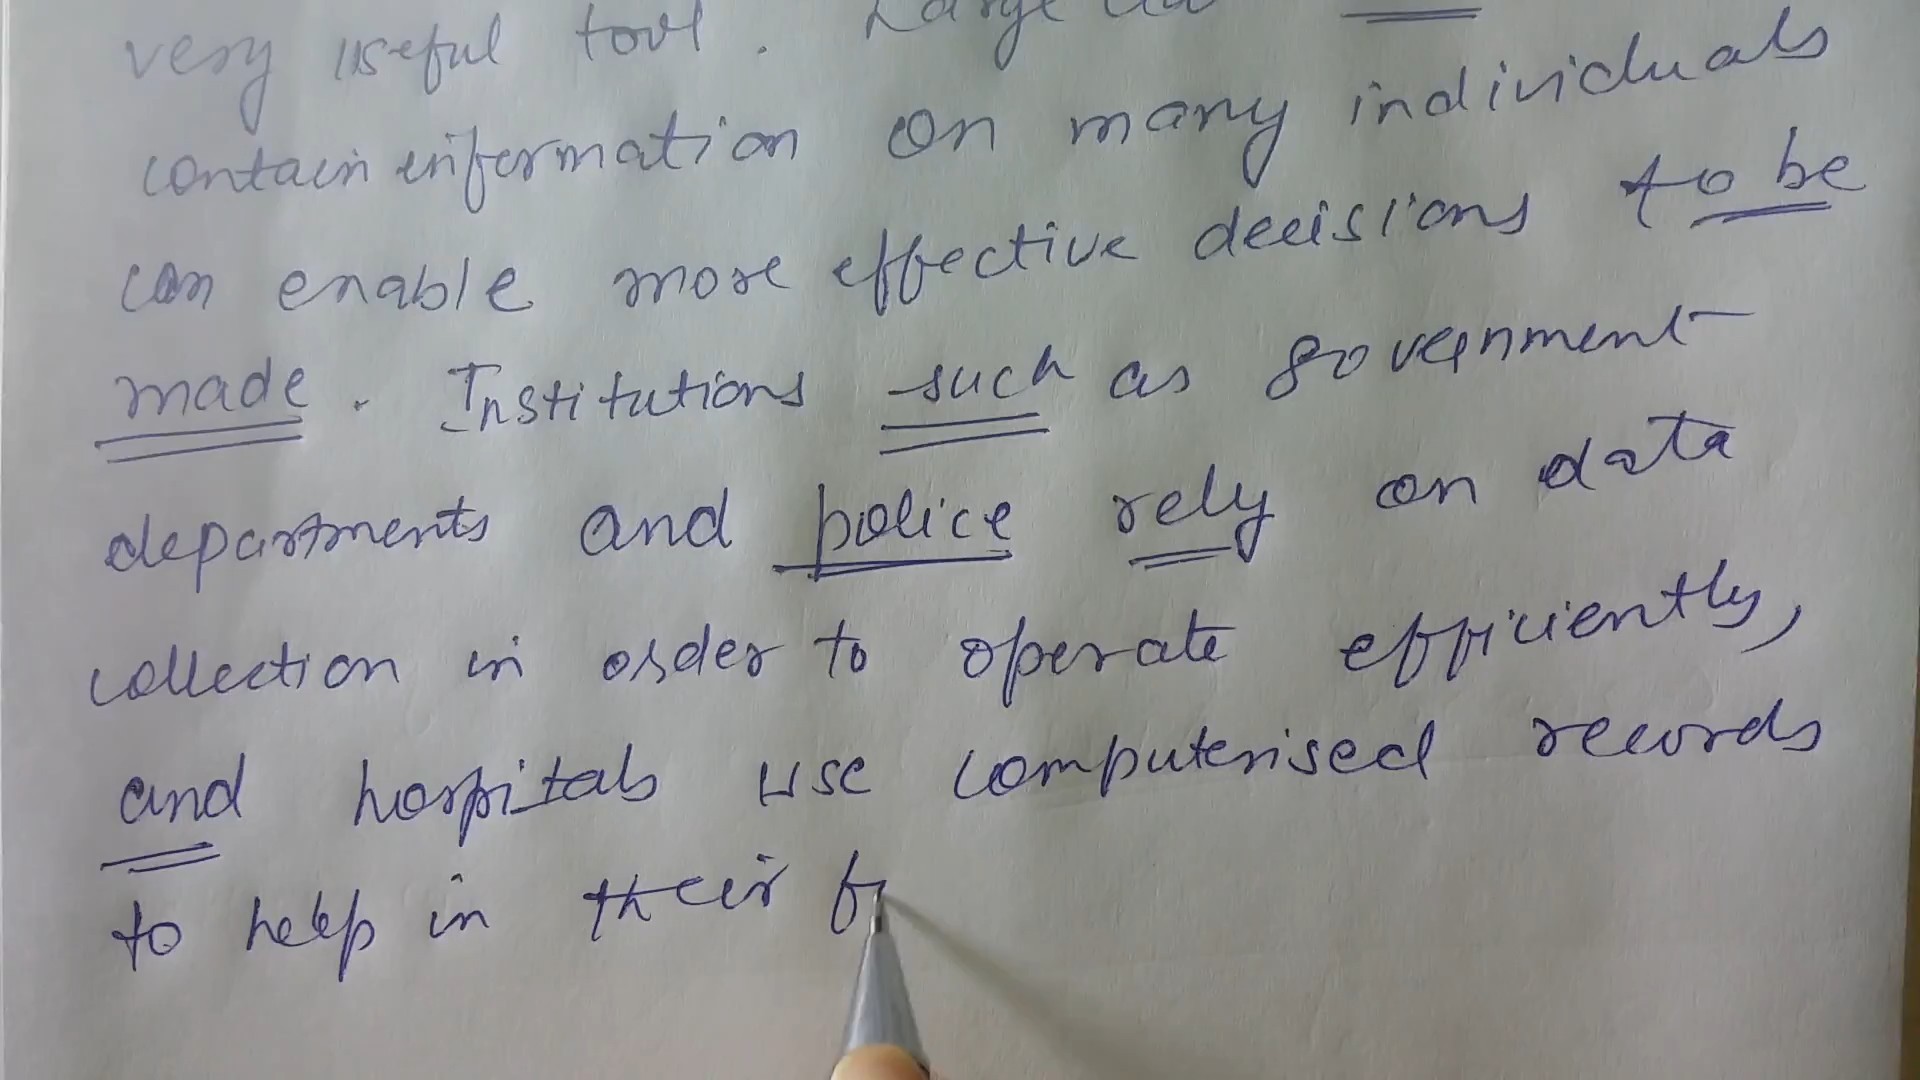 very useful tool. Large
contain information on many individuals
can enable more effective decisions to be
made. Institutions such as government
departments and police rely on data
collection in order to operate efficiently,
and hospitals use computerised records
to help in their